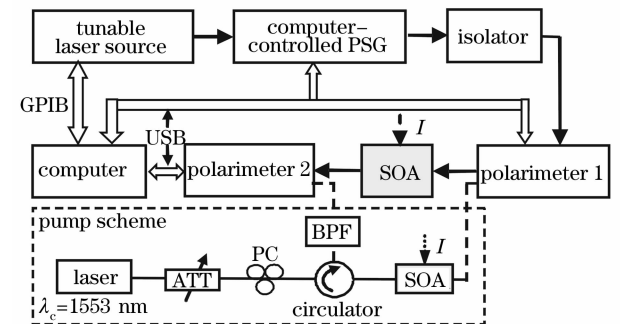 tunable
laser source
computer-
controlled PSG
isolator
GPIB
USB
I
computer
polarimeter 2
SOA
polarimeter 1
pump scheme
BPF
PC
I
laser
ATT
SOA
circulator
λc=1553 nm